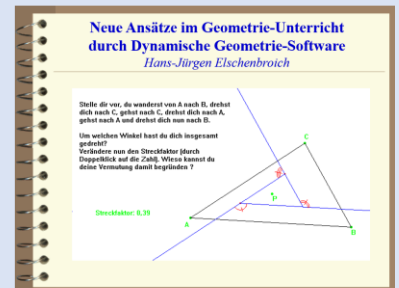 Neue Ansätze im Geometrie-Unterricht
durch Dynamische Geometrie-Software
Hans-Jürgen Elschenbroich
Stelle dir vor, du wanderst von A nach B, drehst
dich nach C, gehst nach C, drehst dich nach A,
gehst nach A und drehst dich nun nach B.
Um welchen Winkel hast du dich insgesamt
gedreht?
Verändere nun den Streckfaktor (durch
Doppelklick auf die Zahl). Wieso kannst du
deine Vermutung damit begründen ?
C
P
Streckfaktor: 0,39
A
B